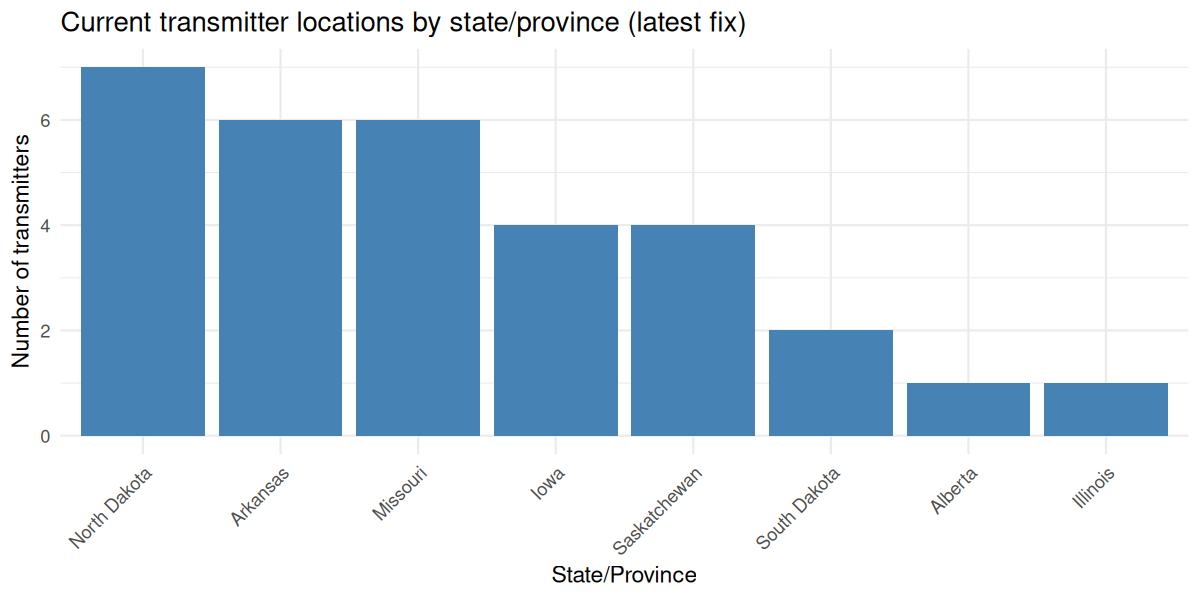 Current transmitter locations by state/province (latest fix)
Number of transmitters
6
4
2
0
North Dakota
Arkansas
Missouri
Iowa
Saskatchewan
South Dakota
Alberta
Illinois
State/Province